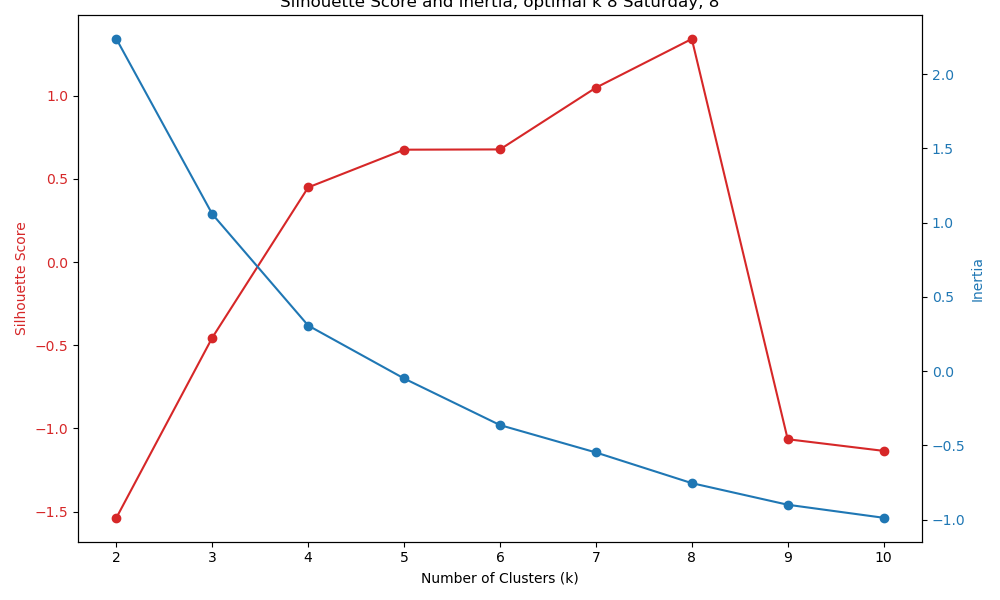 Silhouette Score and Inertia, optimal k 8 Saturday, 8
1.0
0.5
0.0
−0.5
−1.0
−1.5
Silhouette Score
2.0
1.5
1.0
0.5
0.0
−0.5
−1.0
Inertia
2 3 4 5 6 7 8 9 10
Number of Clusters (k)